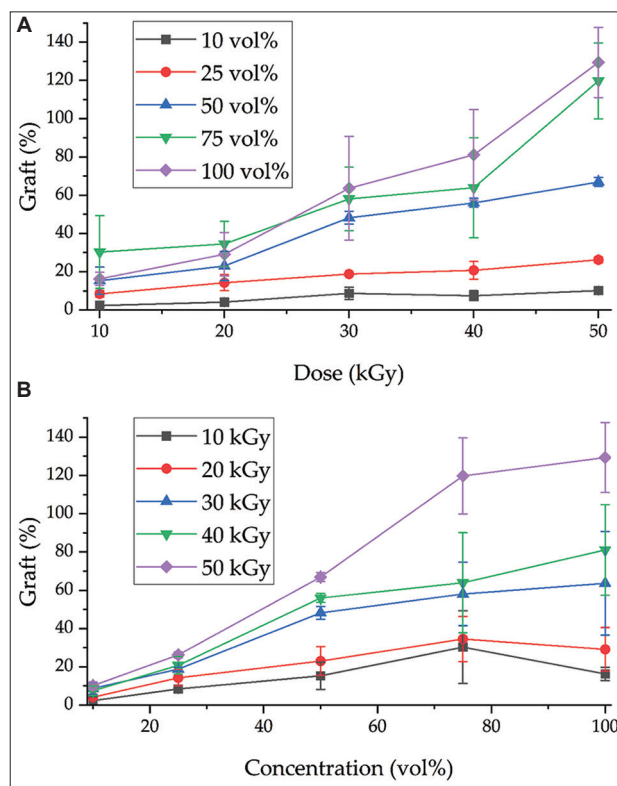 A
140
120
100
80
60
40
20
0
Graft (%)
10 vol%
25 vol%
50 vol%
75 vol%
100 vol%
10 20 30 40 50
Dose (kGy)
B
140
120
100
80
60
40
20
0
Graft (%)
10 kGy
20 kGy
30 kGy
40 kGy
50 kGy
20 40 60 80 100
Concentration (vol%)